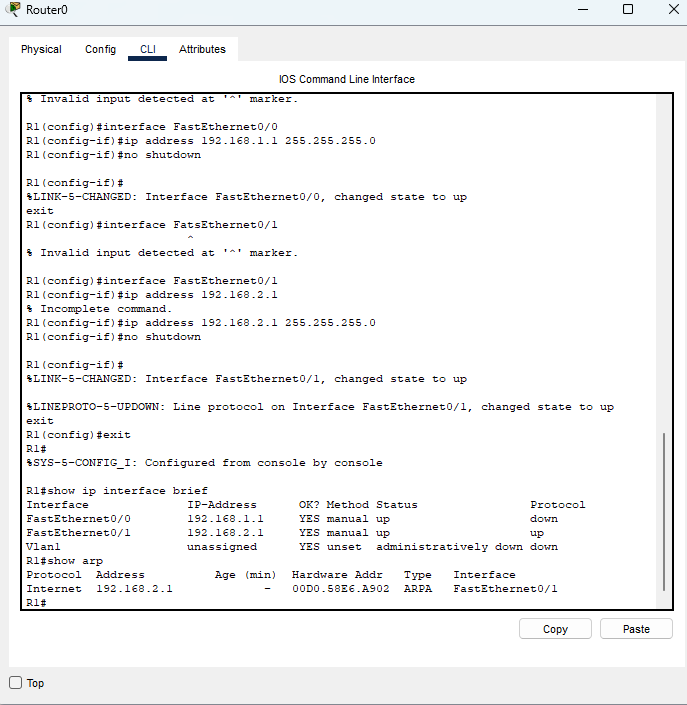 Router0
Physical Config CLI Attributes
IOS Command Line Interface
% Invalid input detected at '^' marker.
R1(config)#interface FastEthernet0/0
R1(config-if)#ip address 192.168.1.1 255.255.255.0
R1(config-if)#no shutdown
R1(config-if)#
%LINK-5-CHANGED: Interface FastEthernet0/0, changed state to up
exit
R1(config)#interface FatsEthernet0/1
^
% Invalid input detected at '^' marker.
R1(config)#interface FastEthernet0/1
R1(config-if)#ip address 192.168.2.1
% Incomplete command.
R1(config-if)#ip address 192.168.2.1 255.255.255.0
R1(config-if)#no shutdown
R1(config-if)#
%LINK-5-CHANGED: Interface FastEthernet0/1, changed state to up
%LINEPROTO-5-UPDOWN: Line protocol on Interface FastEthernet0/1, changed state to up
exit
R1(config)#exit
R1#
%SYS-5-CONFIG_I: Configured from console by console
R1#show ip interface brief
Interface IP-Address OK? Method Status Protocol
FastEthernet0/0 192.168.1.1 YES manual up down
FastEthernet0/1 192.168.2.1 YES manual up up
Vlan1 unassigned YES unset administratively down down
R1#show arp
Protocol Address Age (min) Hardware Addr Type Interface
Internet 192.168.2.1 - 00D0.58E6.A902 ARPA FastEthernet0/1
R1#
Copy Paste
Top